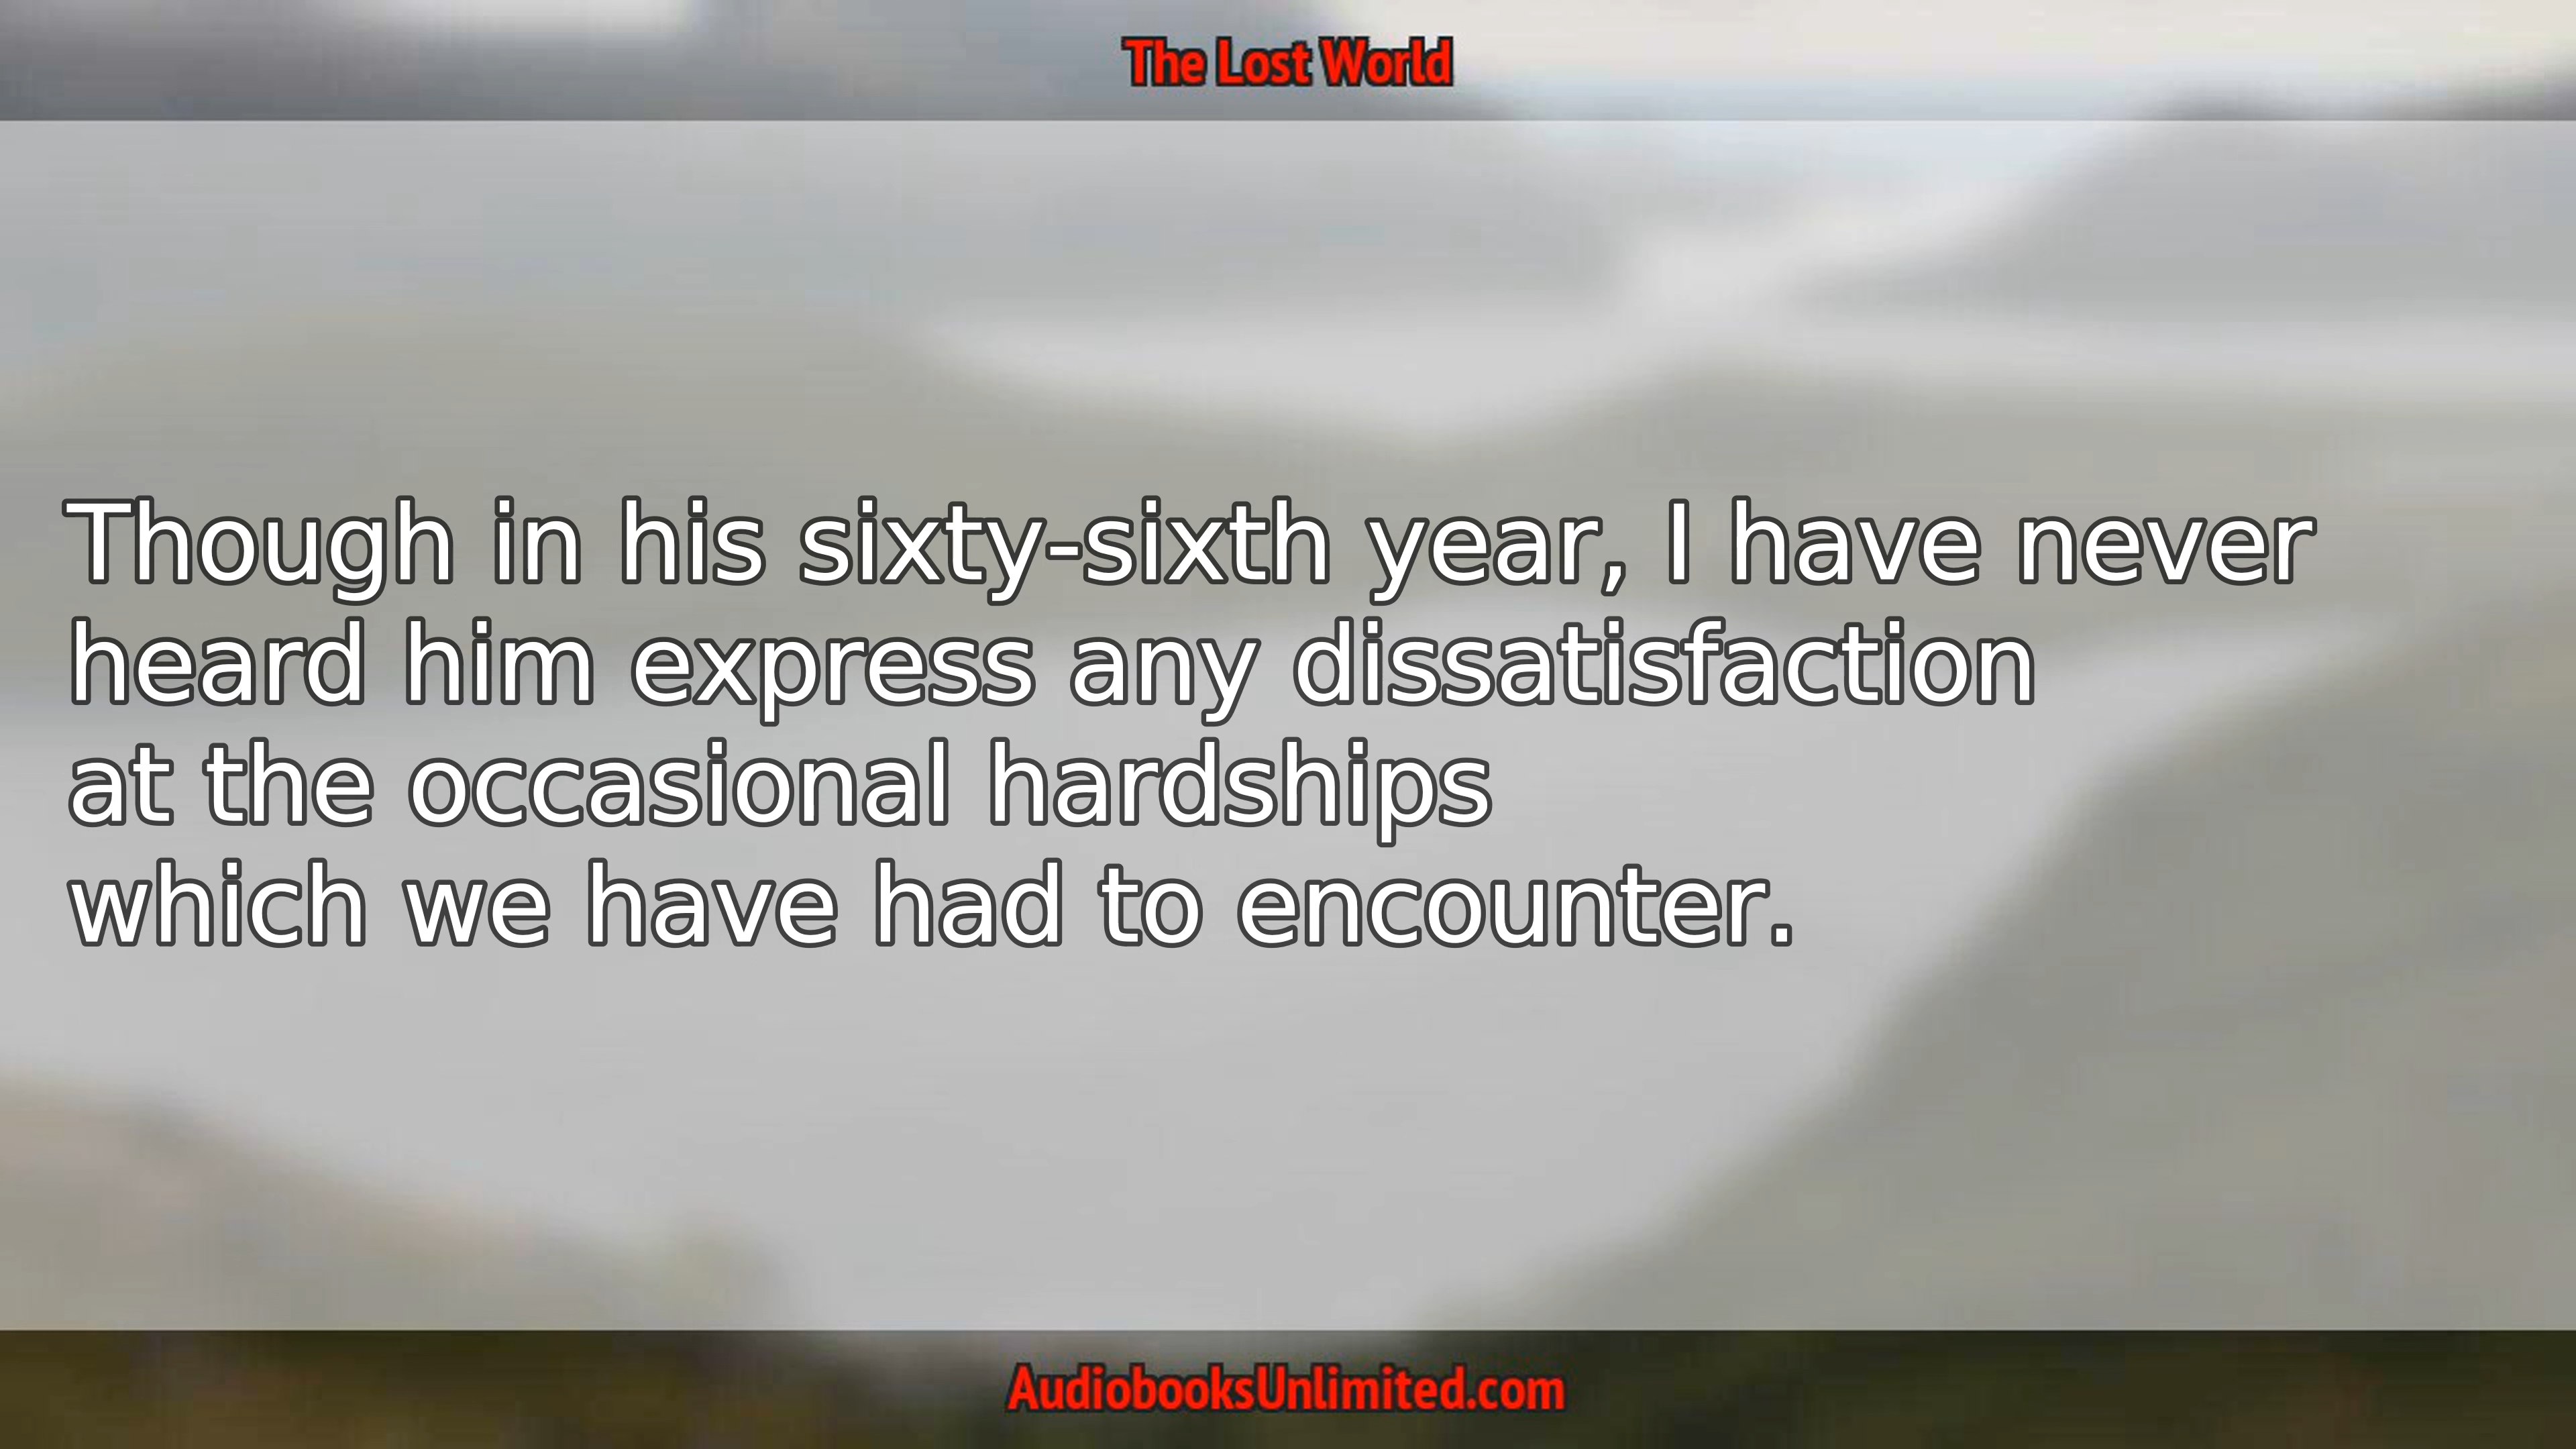 The Lost World
Though in his sixty-sixth year, I have never
heard him express any dissatisfaction
at the occasional hardships
which we have had to encounter.
AudiobooksUnlimited.com